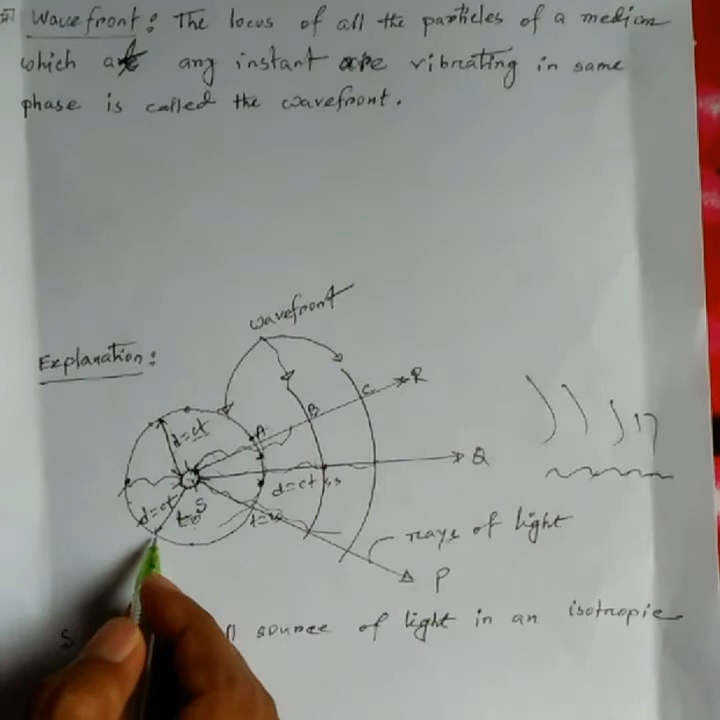 Wavefront: The locus of all the particles of a medium
which at any instant are vibrating in same
phase is called the wavefront.
wavefront
Explanation:
R
C
B
A
d=ct
Q
d=ct
d=ct
S
t=0
rays of light
P
S source of light in an isotropic